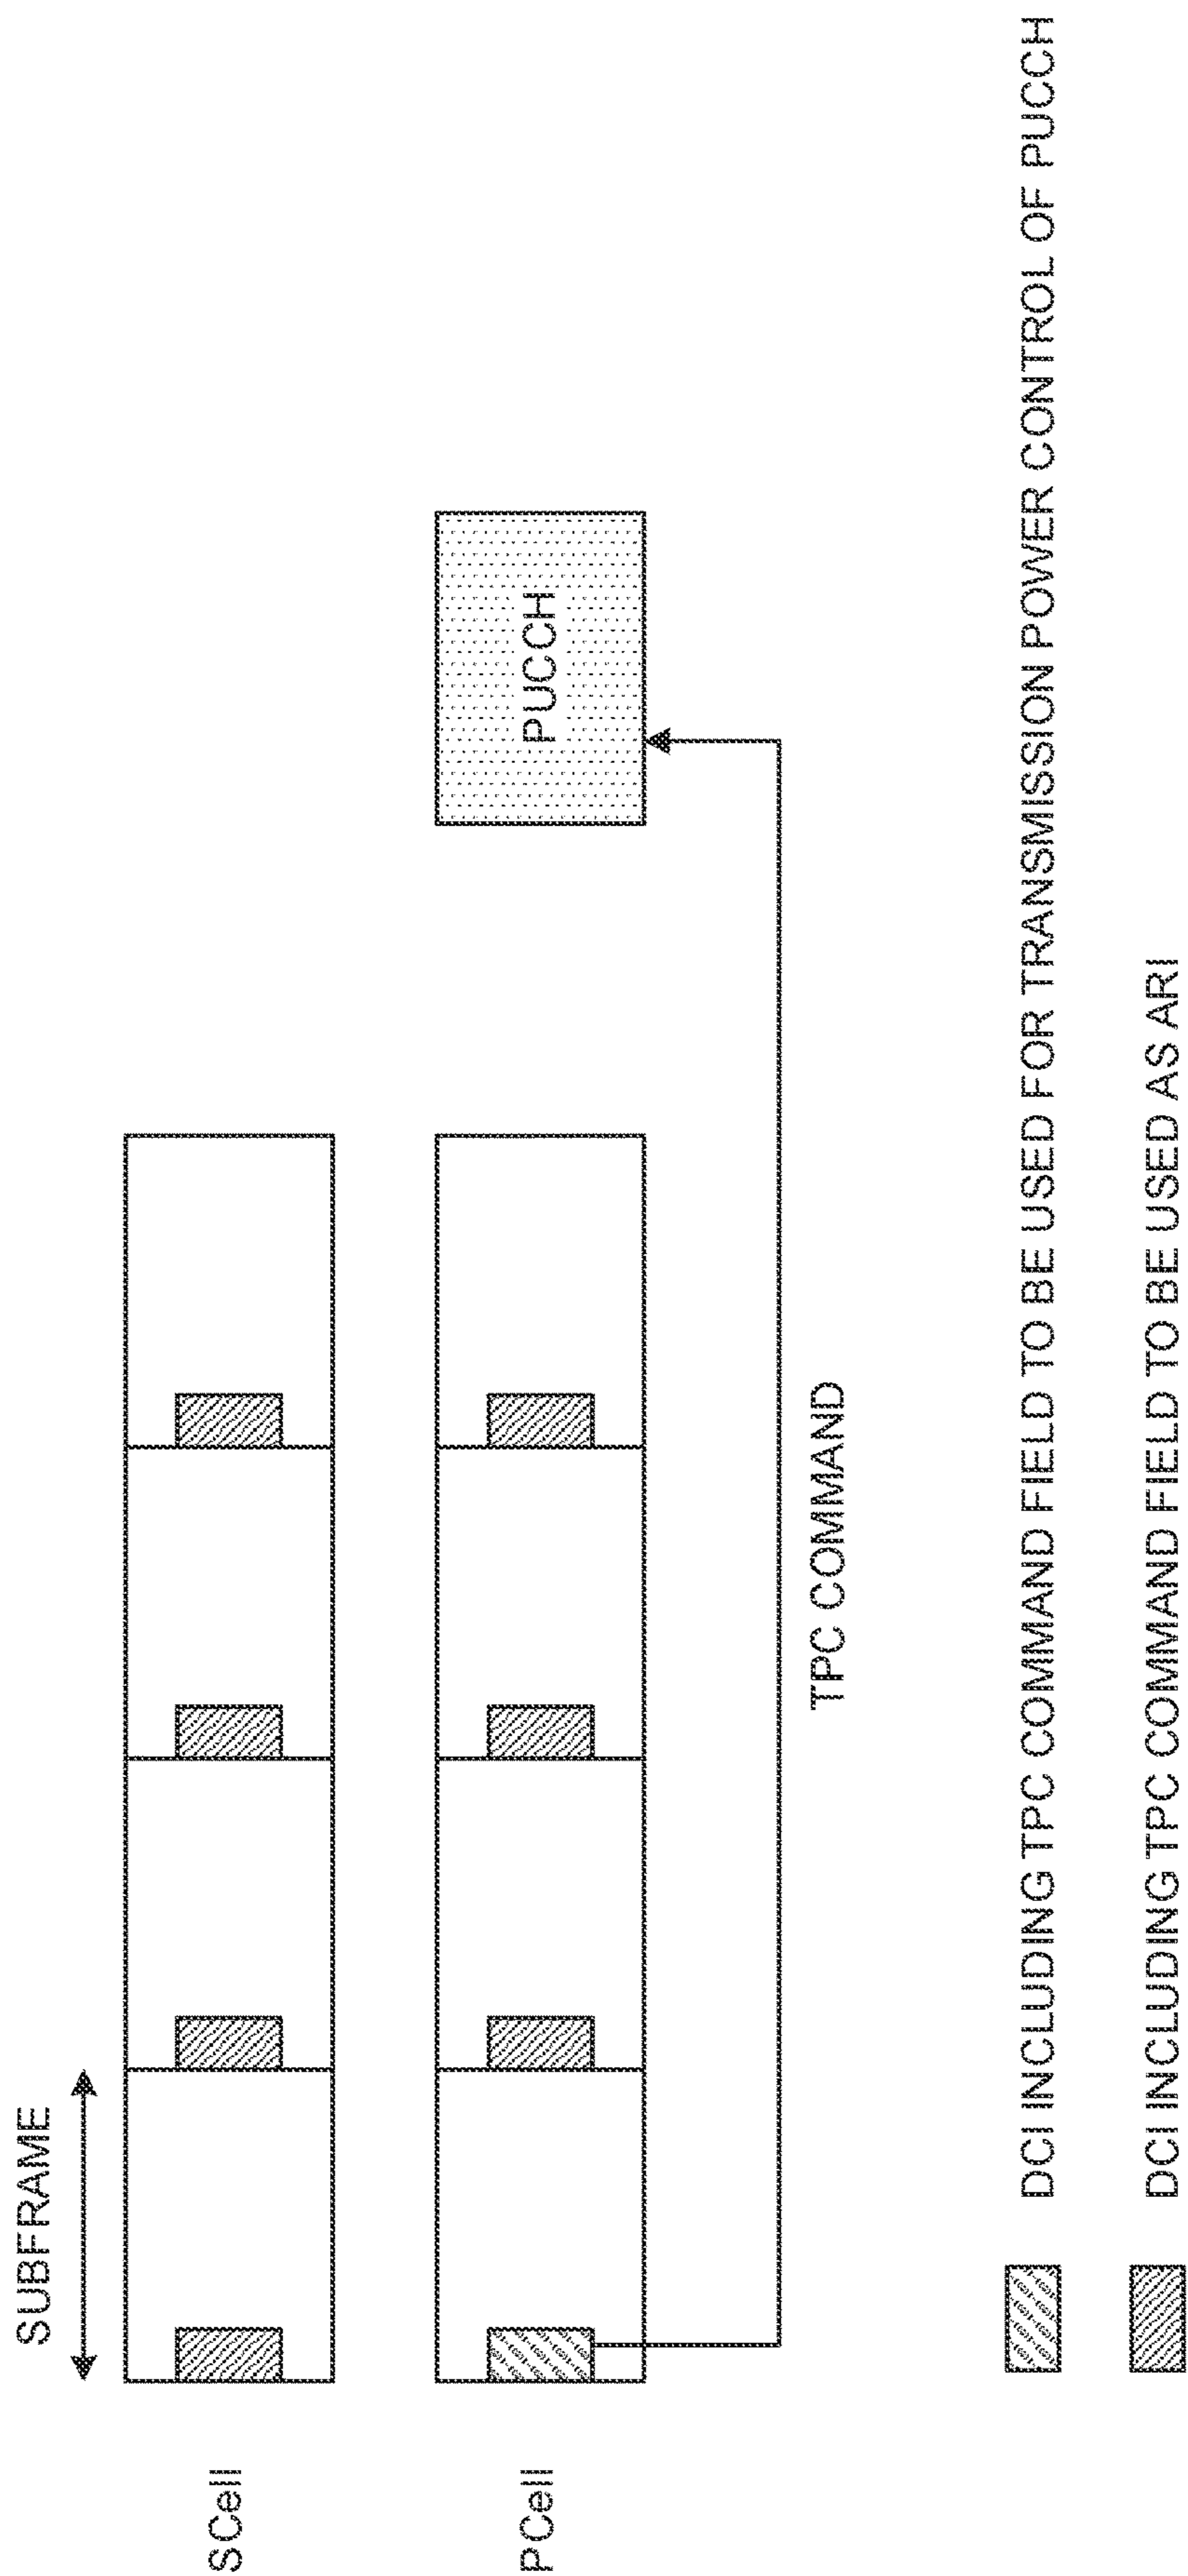 SUBFRAME
SCell
PCell
PUCCH
TPC COMMAND
DCI INCLUDING TPC COMMAND FIELD TO BE USED FOR TRANSMISSION POWER CONTROL OF PUCCH
DCI INCLUDING TPC COMMAND FIELD TO BE USED AS ARI